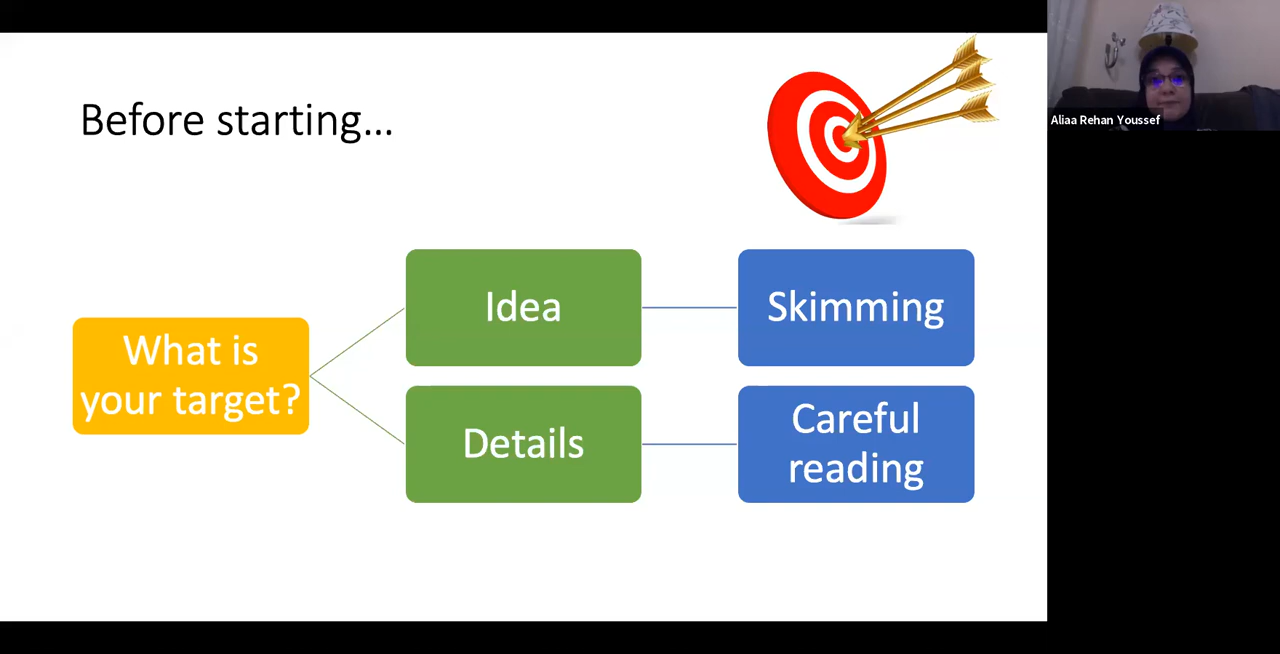 Before starting...
What is
your target?
Idea
Skimming
Details
Careful
reading
Aliaa Rehan Youssef